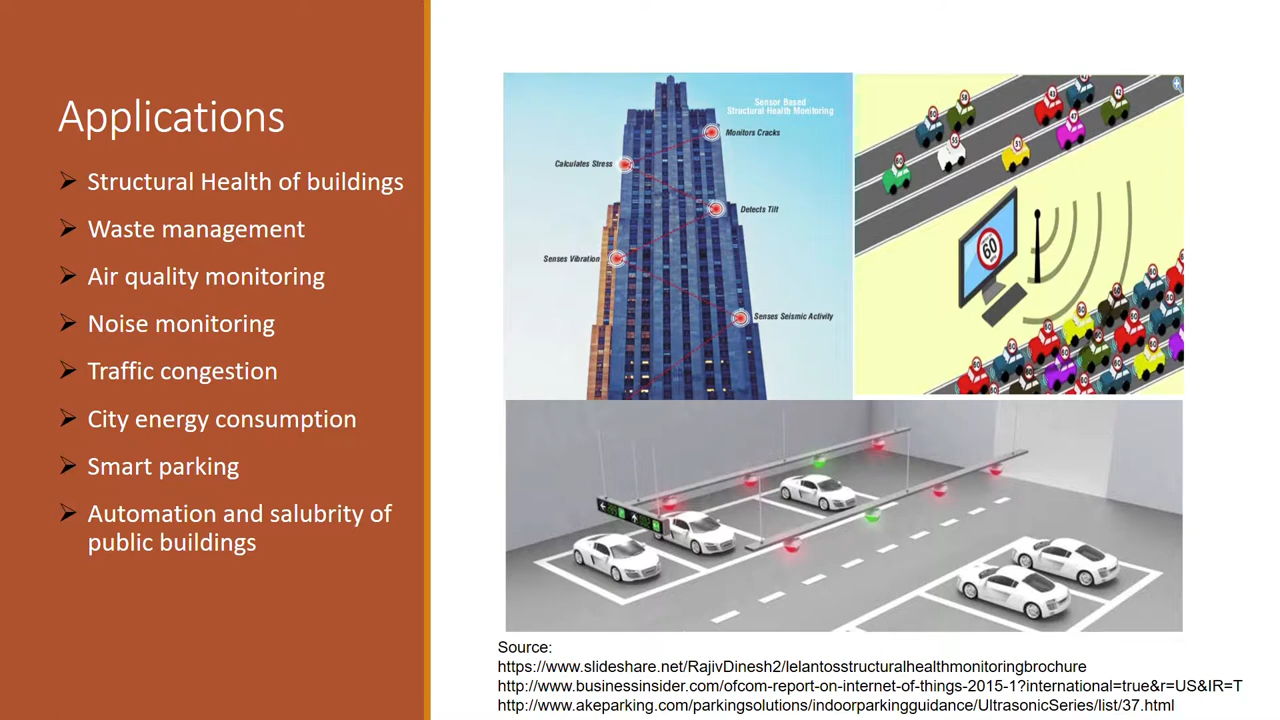 Applications
Structural Health of buildings
Waste management
Air quality monitoring
Noise monitoring
Traffic congestion
City energy consumption
Smart parking
Automation and salubrity of
public buildings
Sensor Based
Structural Health Monitoring
Monitors Cracks
Calculates Stress
Detects Tilt
Senses Vibration
Senses Seismic Activity
60
Source:
https://www.slideshare.net/RajivDinesh2/lelantosstructuralhealthmonitoringbrochure
http://www.businessinsider.com/ofcom-report-on-internet-of-things-2015-1?international=true&r=US&IR=T
http://www.akeparking.com/parkingsolutions/indoorparkingguidance/UltrasonicSeries/list/37.html